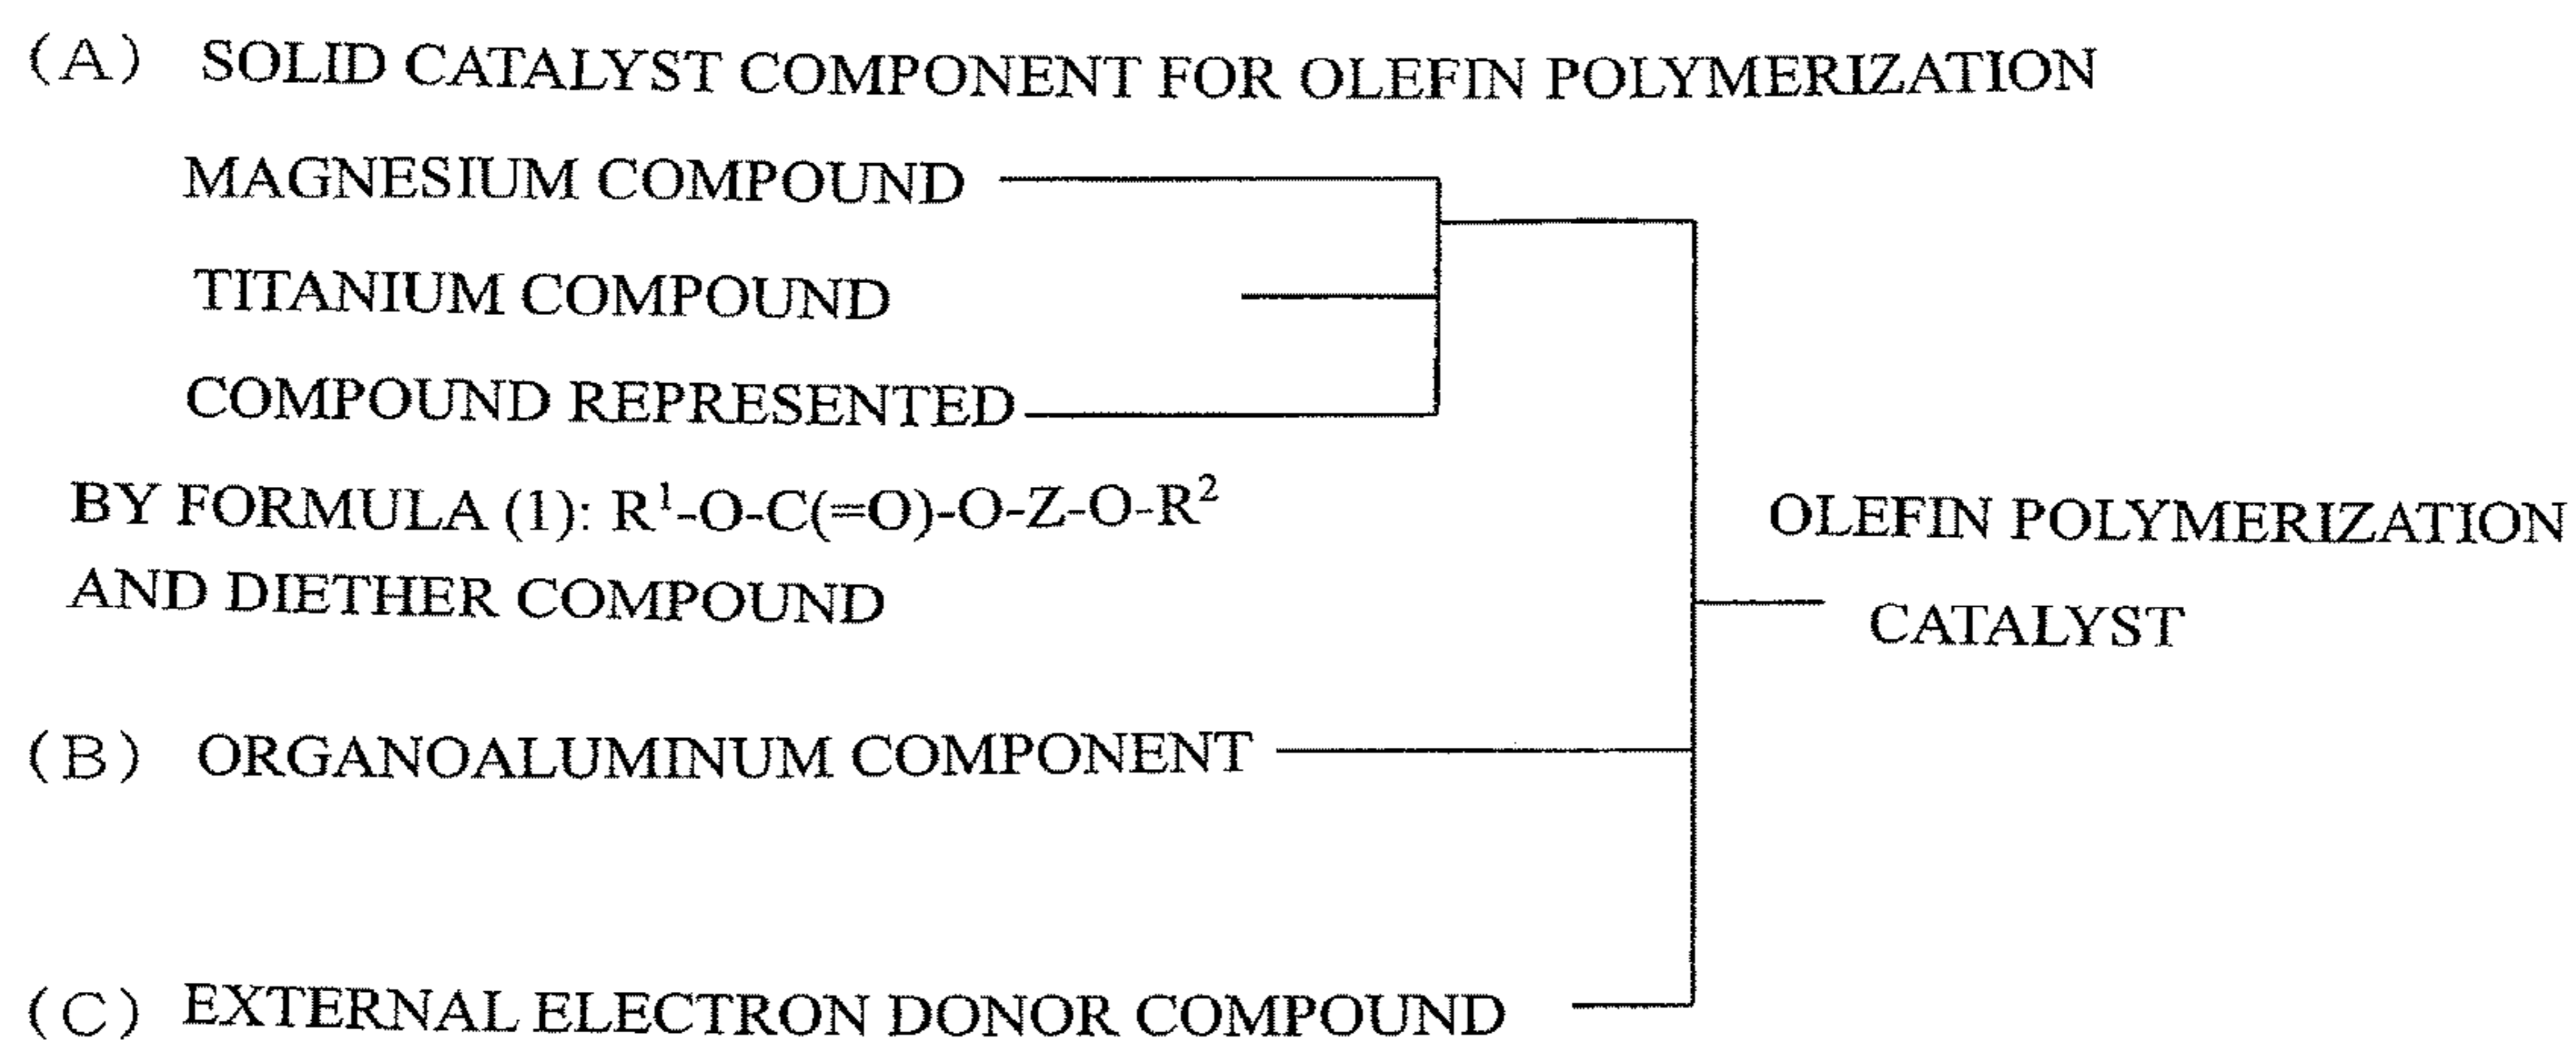 (A) SOLID CATALYST COMPONENT FOR OLEFIN POLYMERIZATION
MAGNESIUM COMPOUND
TITANIUM COMPOUND
COMPOUND REPRESENTED
BY FORMULA (1): R¹-O-C(=O)-O-Z-O-R²
AND DIETHER COMPOUND
OLEFIN POLYMERIZATION
CATALYST
(B) ORGANOALUMINUM COMPONENT
(C) EXTERNAL ELECTRON DONOR COMPOUND